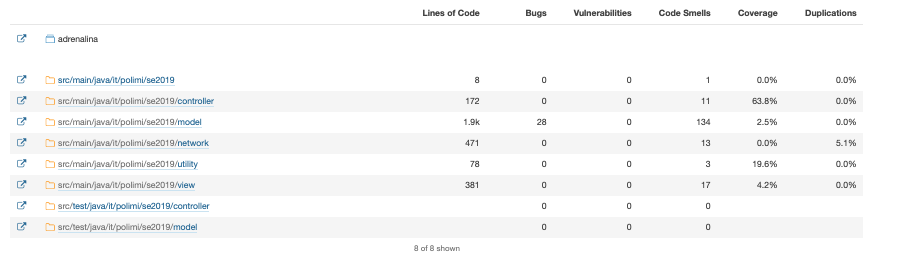 Lines of Code Bugs Vulnerabilities Code Smells Coverage Duplications
adrenalina
src/main/java/it/polimi/se2019 8 0 0 1 0.0% 0.0%
src/main/java/it/polimi/se2019/controller 172 0 0 11 63.8% 0.0%
src/main/java/it/polimi/se2019/model 1.9k 28 0 134 2.5% 0.0%
src/main/java/it/polimi/se2019/network 471 0 0 13 0.0% 5.1%
src/main/java/it/polimi/se2019/utility 78 0 0 3 19.6% 0.0%
src/main/java/it/polimi/se2019/view 381 0 0 17 4.2% 0.0%
src/test/java/it/polimi/se2019/controller 0 0 0
src/test/java/it/polimi/se2019/model 0 0 0
8 of 8 shown